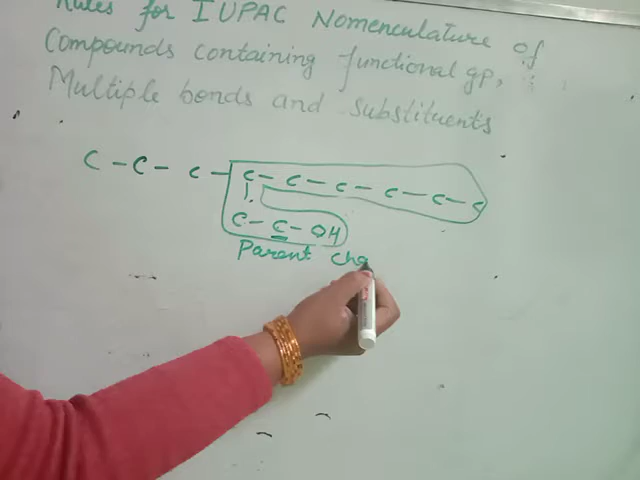 Rules for IUPAC Nomenculature of
Compounds containing functional gp,
Multiple bonds and substituents
C - C - C - C - C - C - C - C - C
C - C - OH
Parent cha